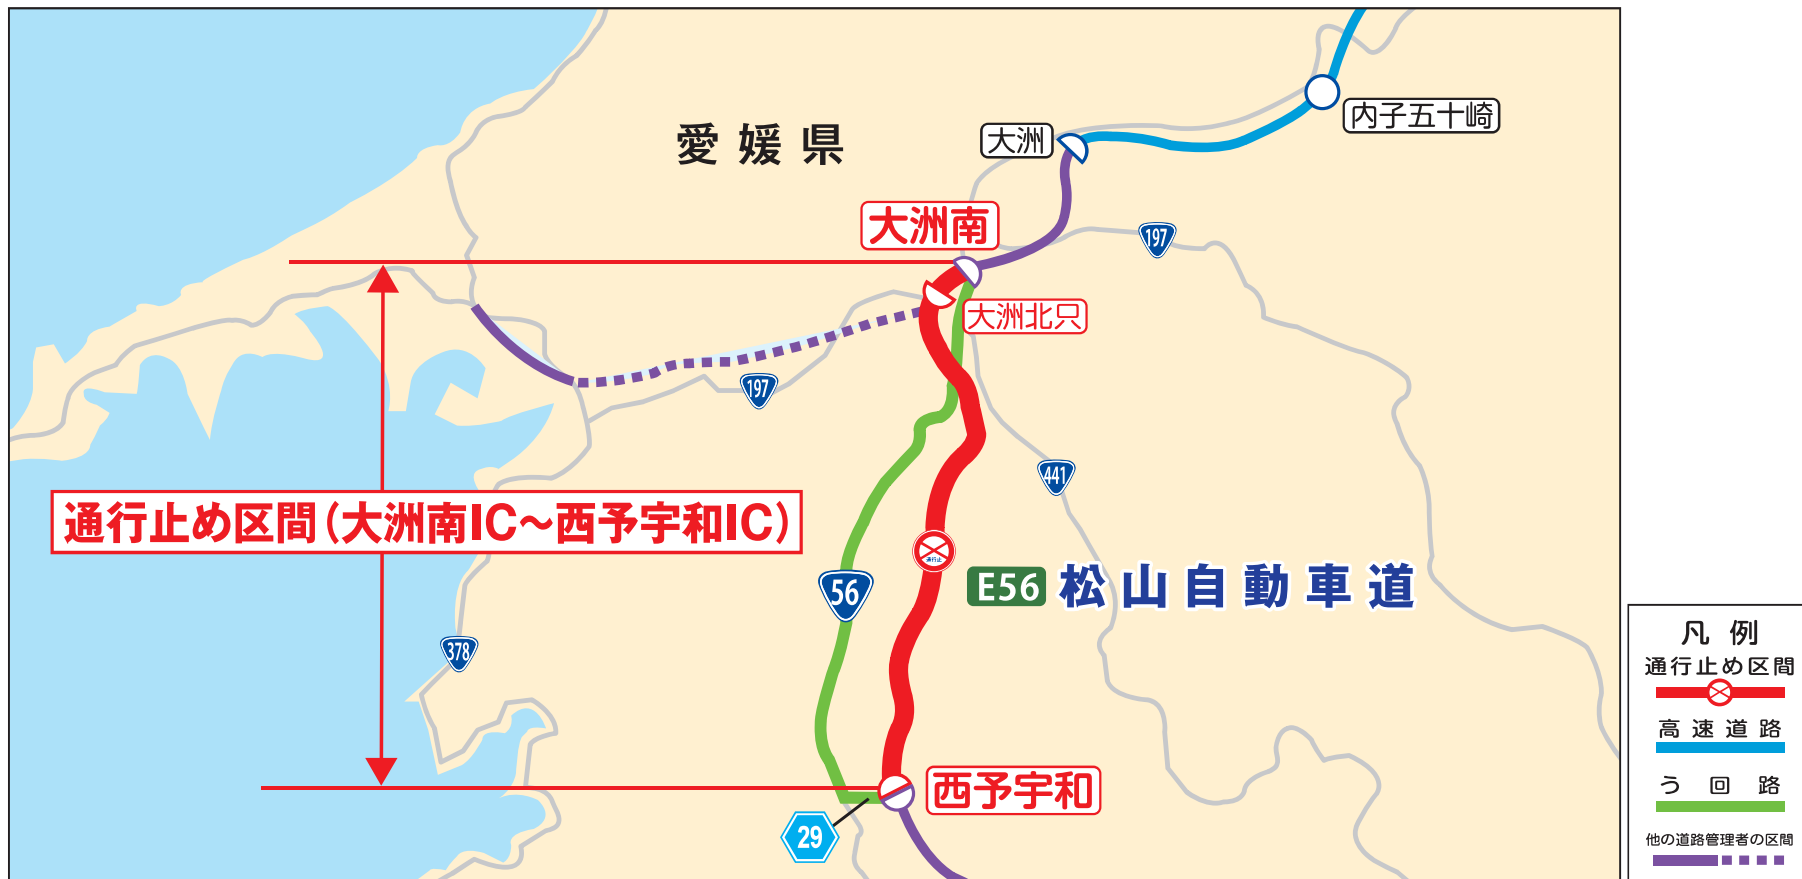 内子五十崎
大洲
愛媛県
大洲南
197
大洲北只
197
441
通行止め区間(大洲南IC～西予宇和IC)
通行止
E56 松山自動車道
56
378
西予宇和
29
凡例
通行止め区間
高速道路
う回路
他の道路管理者の区間